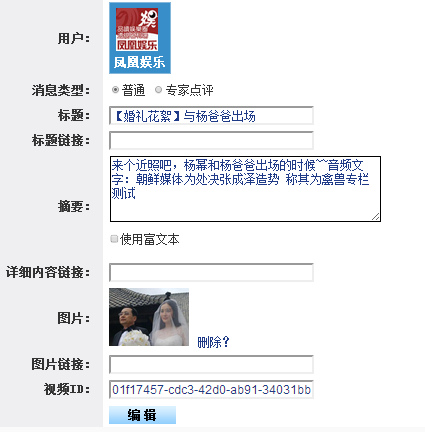 用户：
娱
凤凰娱乐
凤凰娱乐
消息类型： 普通 专家点评
标题： 【婚礼花絮】与杨爸爸出场
标题链接：
摘要： 来个近照吧，杨幂和杨爸爸出场的时候~~音频文
字：朝鲜媒体为处决张成泽造势 称其为禽兽专栏
测试
使用富文本
详细内容链接：
图片： 删除？
图片链接：
视频ID： 01f17457-cdc3-42d0-ab91-34031bb
编 辑